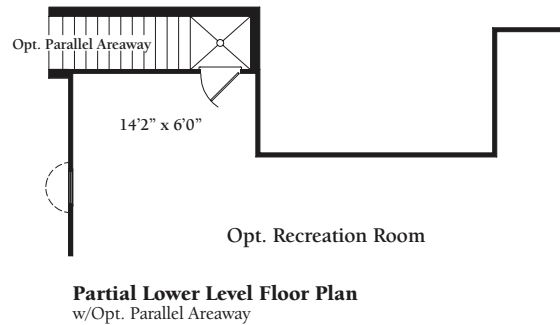 Opt. Parallel Areaway
14'2" x 6'0"
Opt. Recreation Room
Partial Lower Level Floor Plan
w/Opt. Parallel Areaway